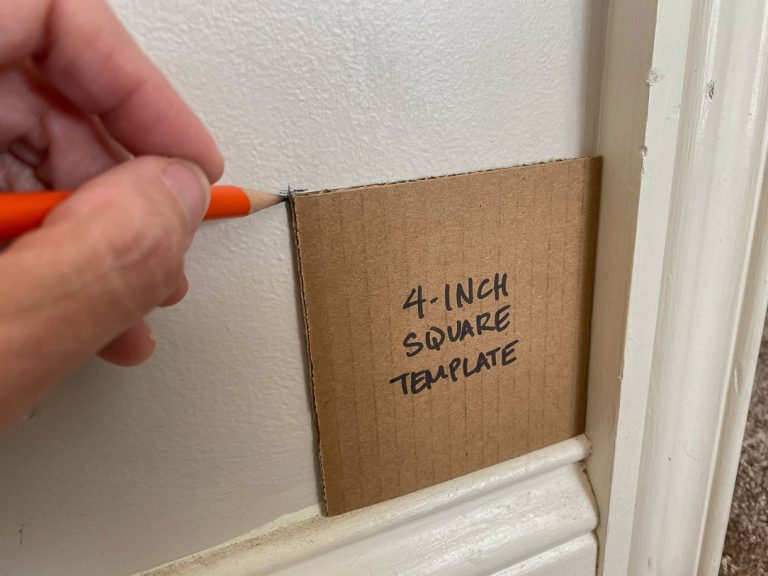 4-INCH
SQUARE
TEMPLATE